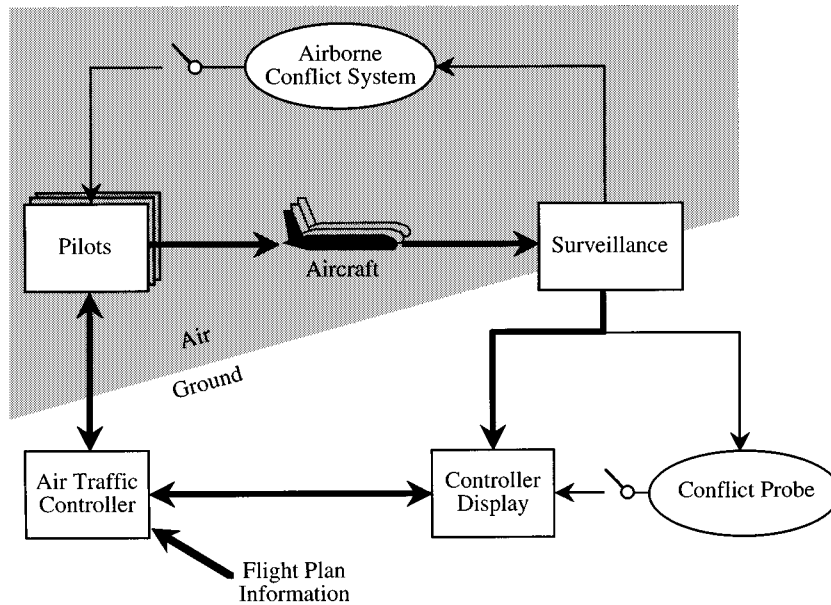 Airborne
Conflict System
Pilots
Aircraft
Surveillance
Air
Ground
Air Traffic
Controller
Controller
Display
Conflict Probe
Flight Plan
Information